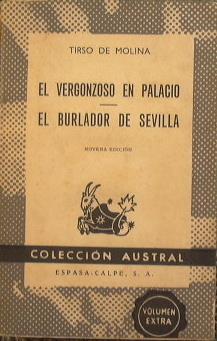 TIRSO DE MOLINA
EL VERGONZOSO EN PALACIO
EL BURLADOR DE SEVILLA
NOVENA EDICIÓN
COLECCIÓN AUSTRAL
ESPASA-CALPE, S. A.
VOLUMEN
EXTRA